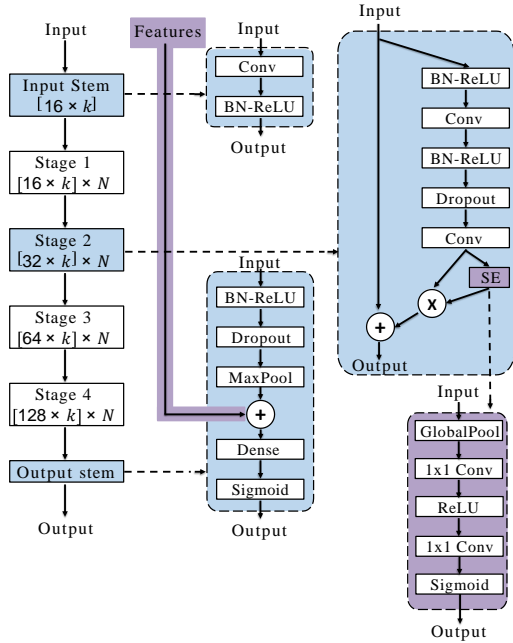 Input
Input Stem
[16 × k]
Stage 1
[16 × k] × N
Stage 2
[32 × k] × N
Stage 3
[64 × k] × N
Stage 4
[128 × k] × N
Output stem
Output
Features
Input
Conv
BN-ReLU
Output
Input
BN-ReLU
Dropout
MaxPool
+
Dense
Sigmoid
Output
Input
BN-ReLU
Conv
BN-ReLU
Dropout
Conv
SE
X
+
Output
Input
GlobalPool
1x1 Conv
ReLU
1x1 Conv
Sigmoid
Output